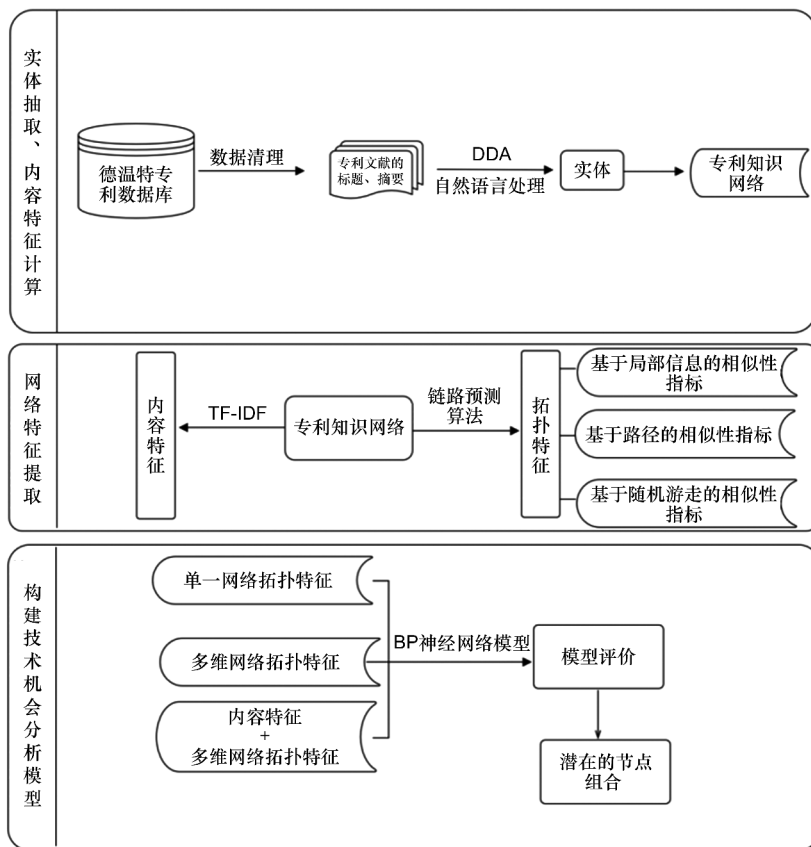 实体抽取、内容特征计算
德温特专
利数据库
数据清理
专利文献的
标题、摘要
DDA
自然语言处理
实体
专利知识
网络
网络特征提取
内容特征
TF-IDF
专利知识网络
链路预测
算法
拓扑特征
基于局部信息的相似性
指标
基于路径的相似性指标
基于随机游走的相似性
指标
构建技术机会分析模型
单一网络拓扑特征
多维网络拓扑特征
内容特征
+
多维网络拓扑特征
BP神经网络模型
模型评价
潜在的节点
组合